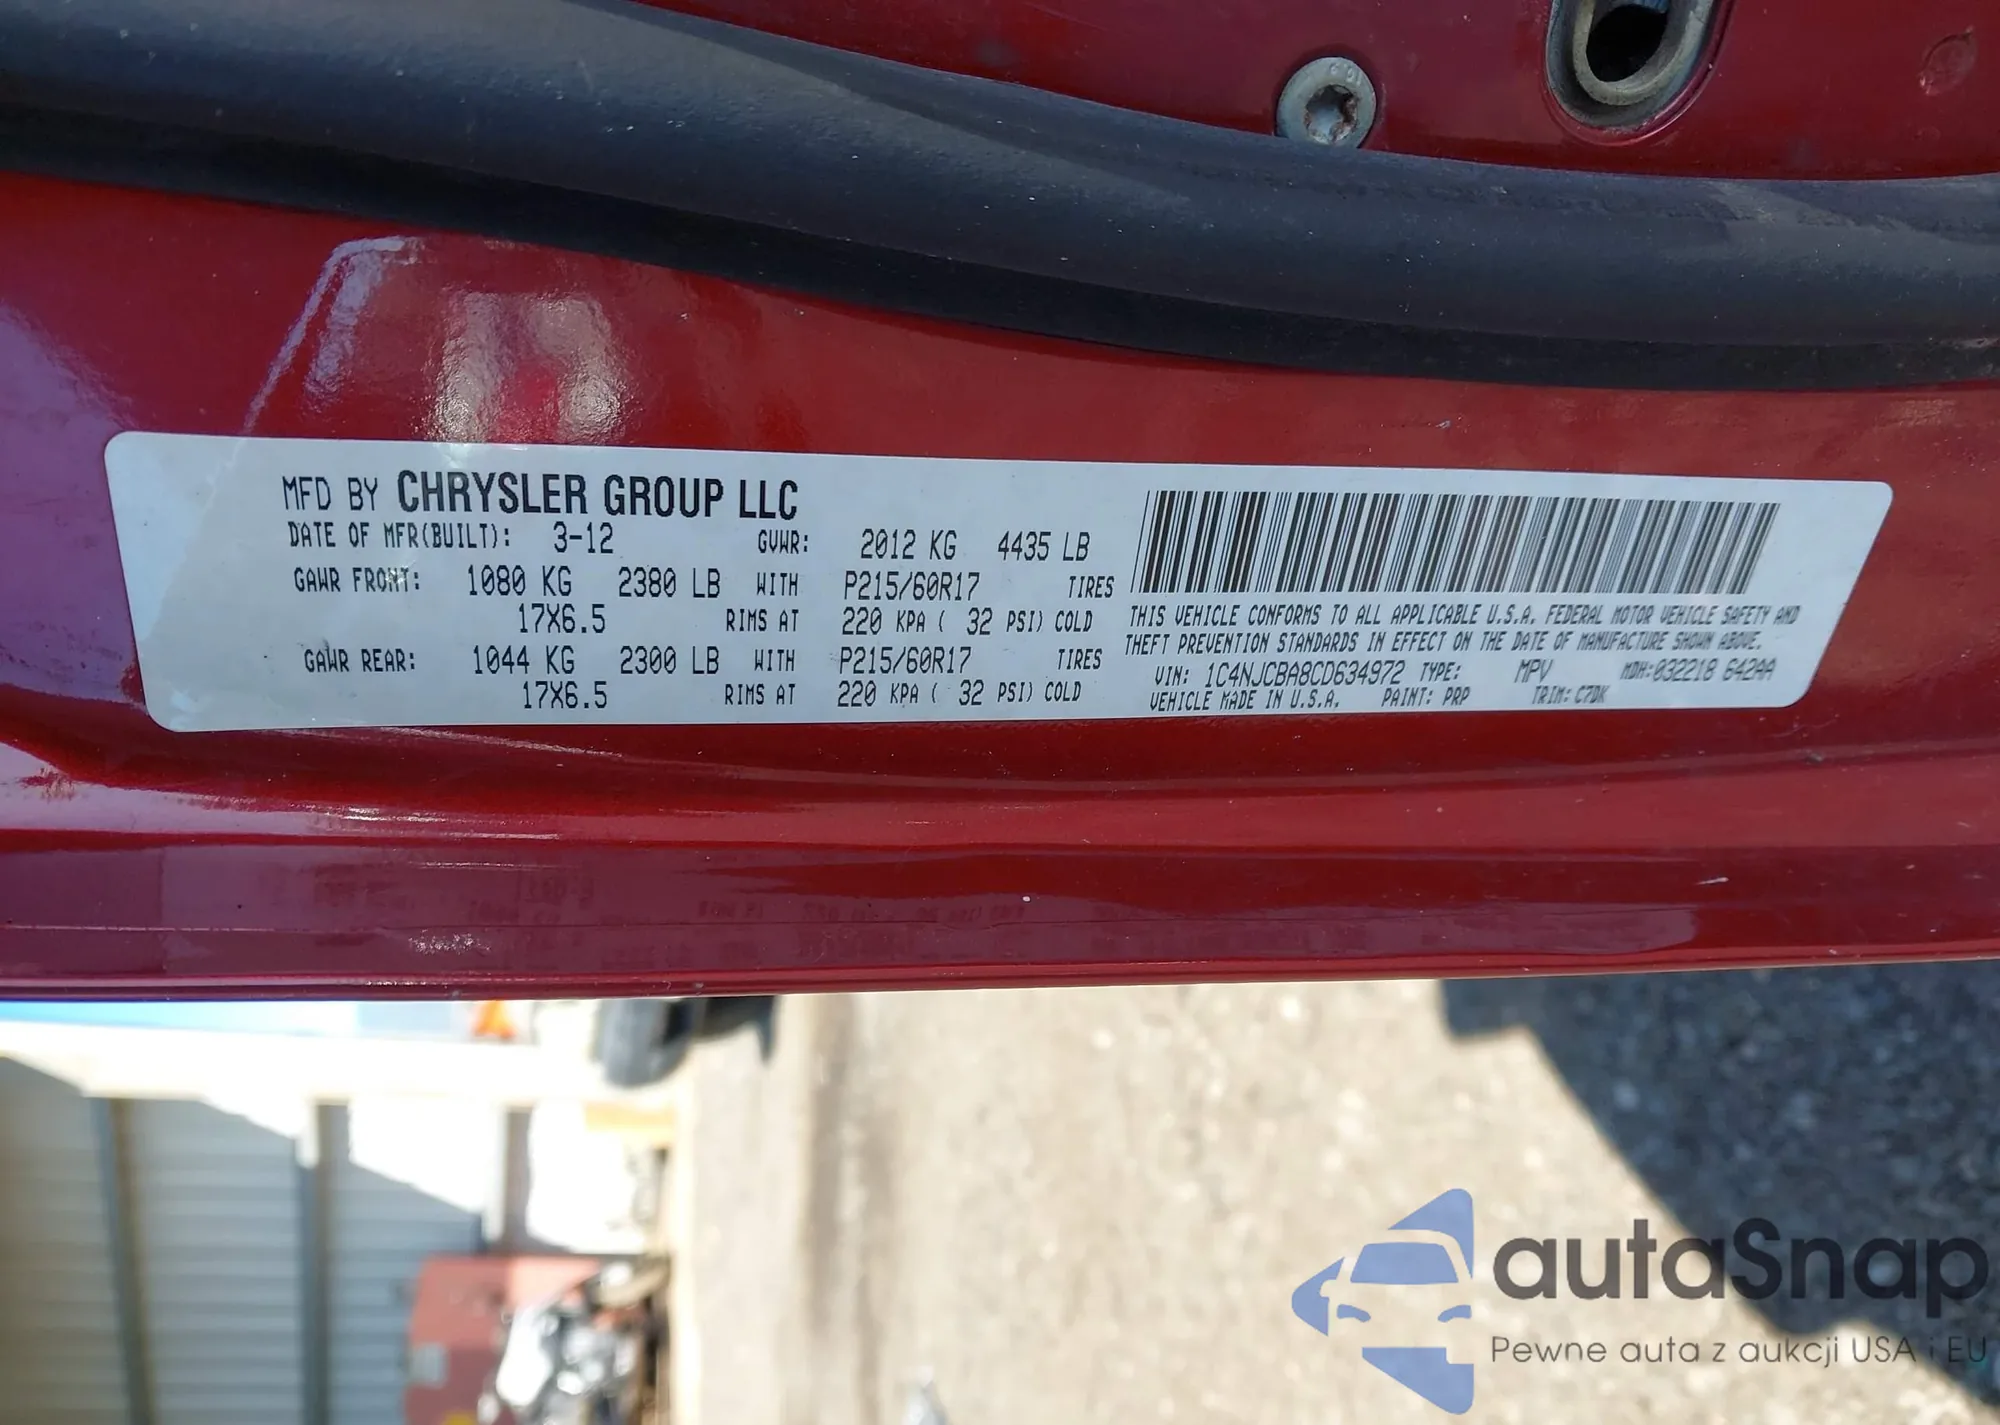 MFD BY CHRYSLER GROUP LLC
DATE OF MFR(BUILT): 3-12 GVWR: 2012 KG 4435 LB
GAWR FRONT: 1080 KG 2380 LB WITH P215/60R17 TIRES
17X6.5 RIMS AT 220 KPA ( 32 PSI) COLD
GAWR REAR: 1044 KG 2300 LB WITH P215/60R17 TIRES
17X6.5 RIMS AT 220 KPA ( 32 PSI) COLD
THIS VEHICLE CONFORMS TO ALL APPLICABLE U.S.A. FEDERAL MOTOR VEHICLE SAFETY AND
THEFT PREVENTION STANDARDS IN EFFECT ON THE DATE OF MANUFACTURE SHOWN ABOVE.
VIN: 1C4NJCBA8CD634972 TYPE: MPV MDH:032218 642AA
VEHICLE MADE IN U.S.A. PAINT: PRP TRIM: C7DK
autaSnap
Pewne auta z aukcji USA i EU